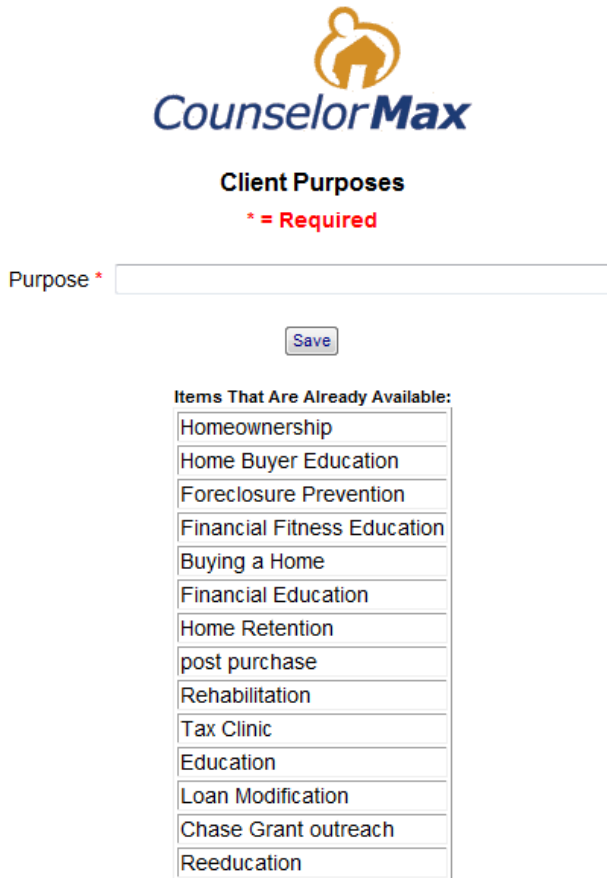 CounselorMax
Client Purposes
* = Required
Purpose *
Save
Items That Are Already Available:
Homeownership
Home Buyer Education
Foreclosure Prevention
Financial Fitness Education
Buying a Home
Financial Education
Home Retention
post purchase
Rehabilitation
Tax Clinic
Education
Loan Modification
Chase Grant outreach
Reeducation